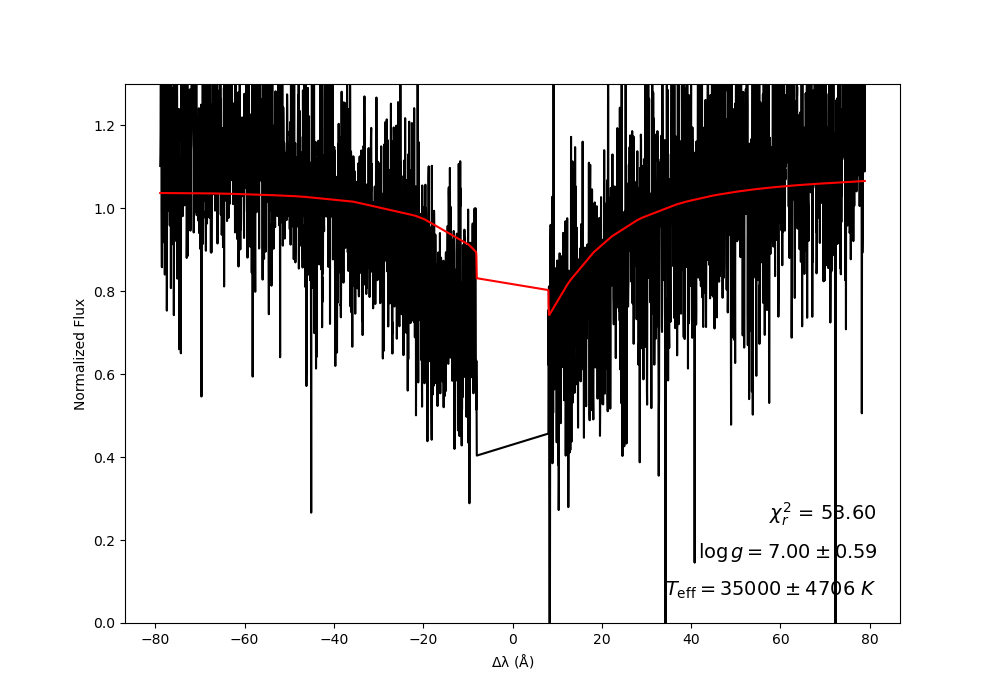 Normalized Flux
1.2
1.0
0.8
0.6
0.4
0.2
0.0
χ²ᵣ = 53.60
log g = 7.00 ± 0.59
T_eff = 35000 ± 4706 K
−80 −60 −40 −20 0 20 40 60 80
Δλ (Å)